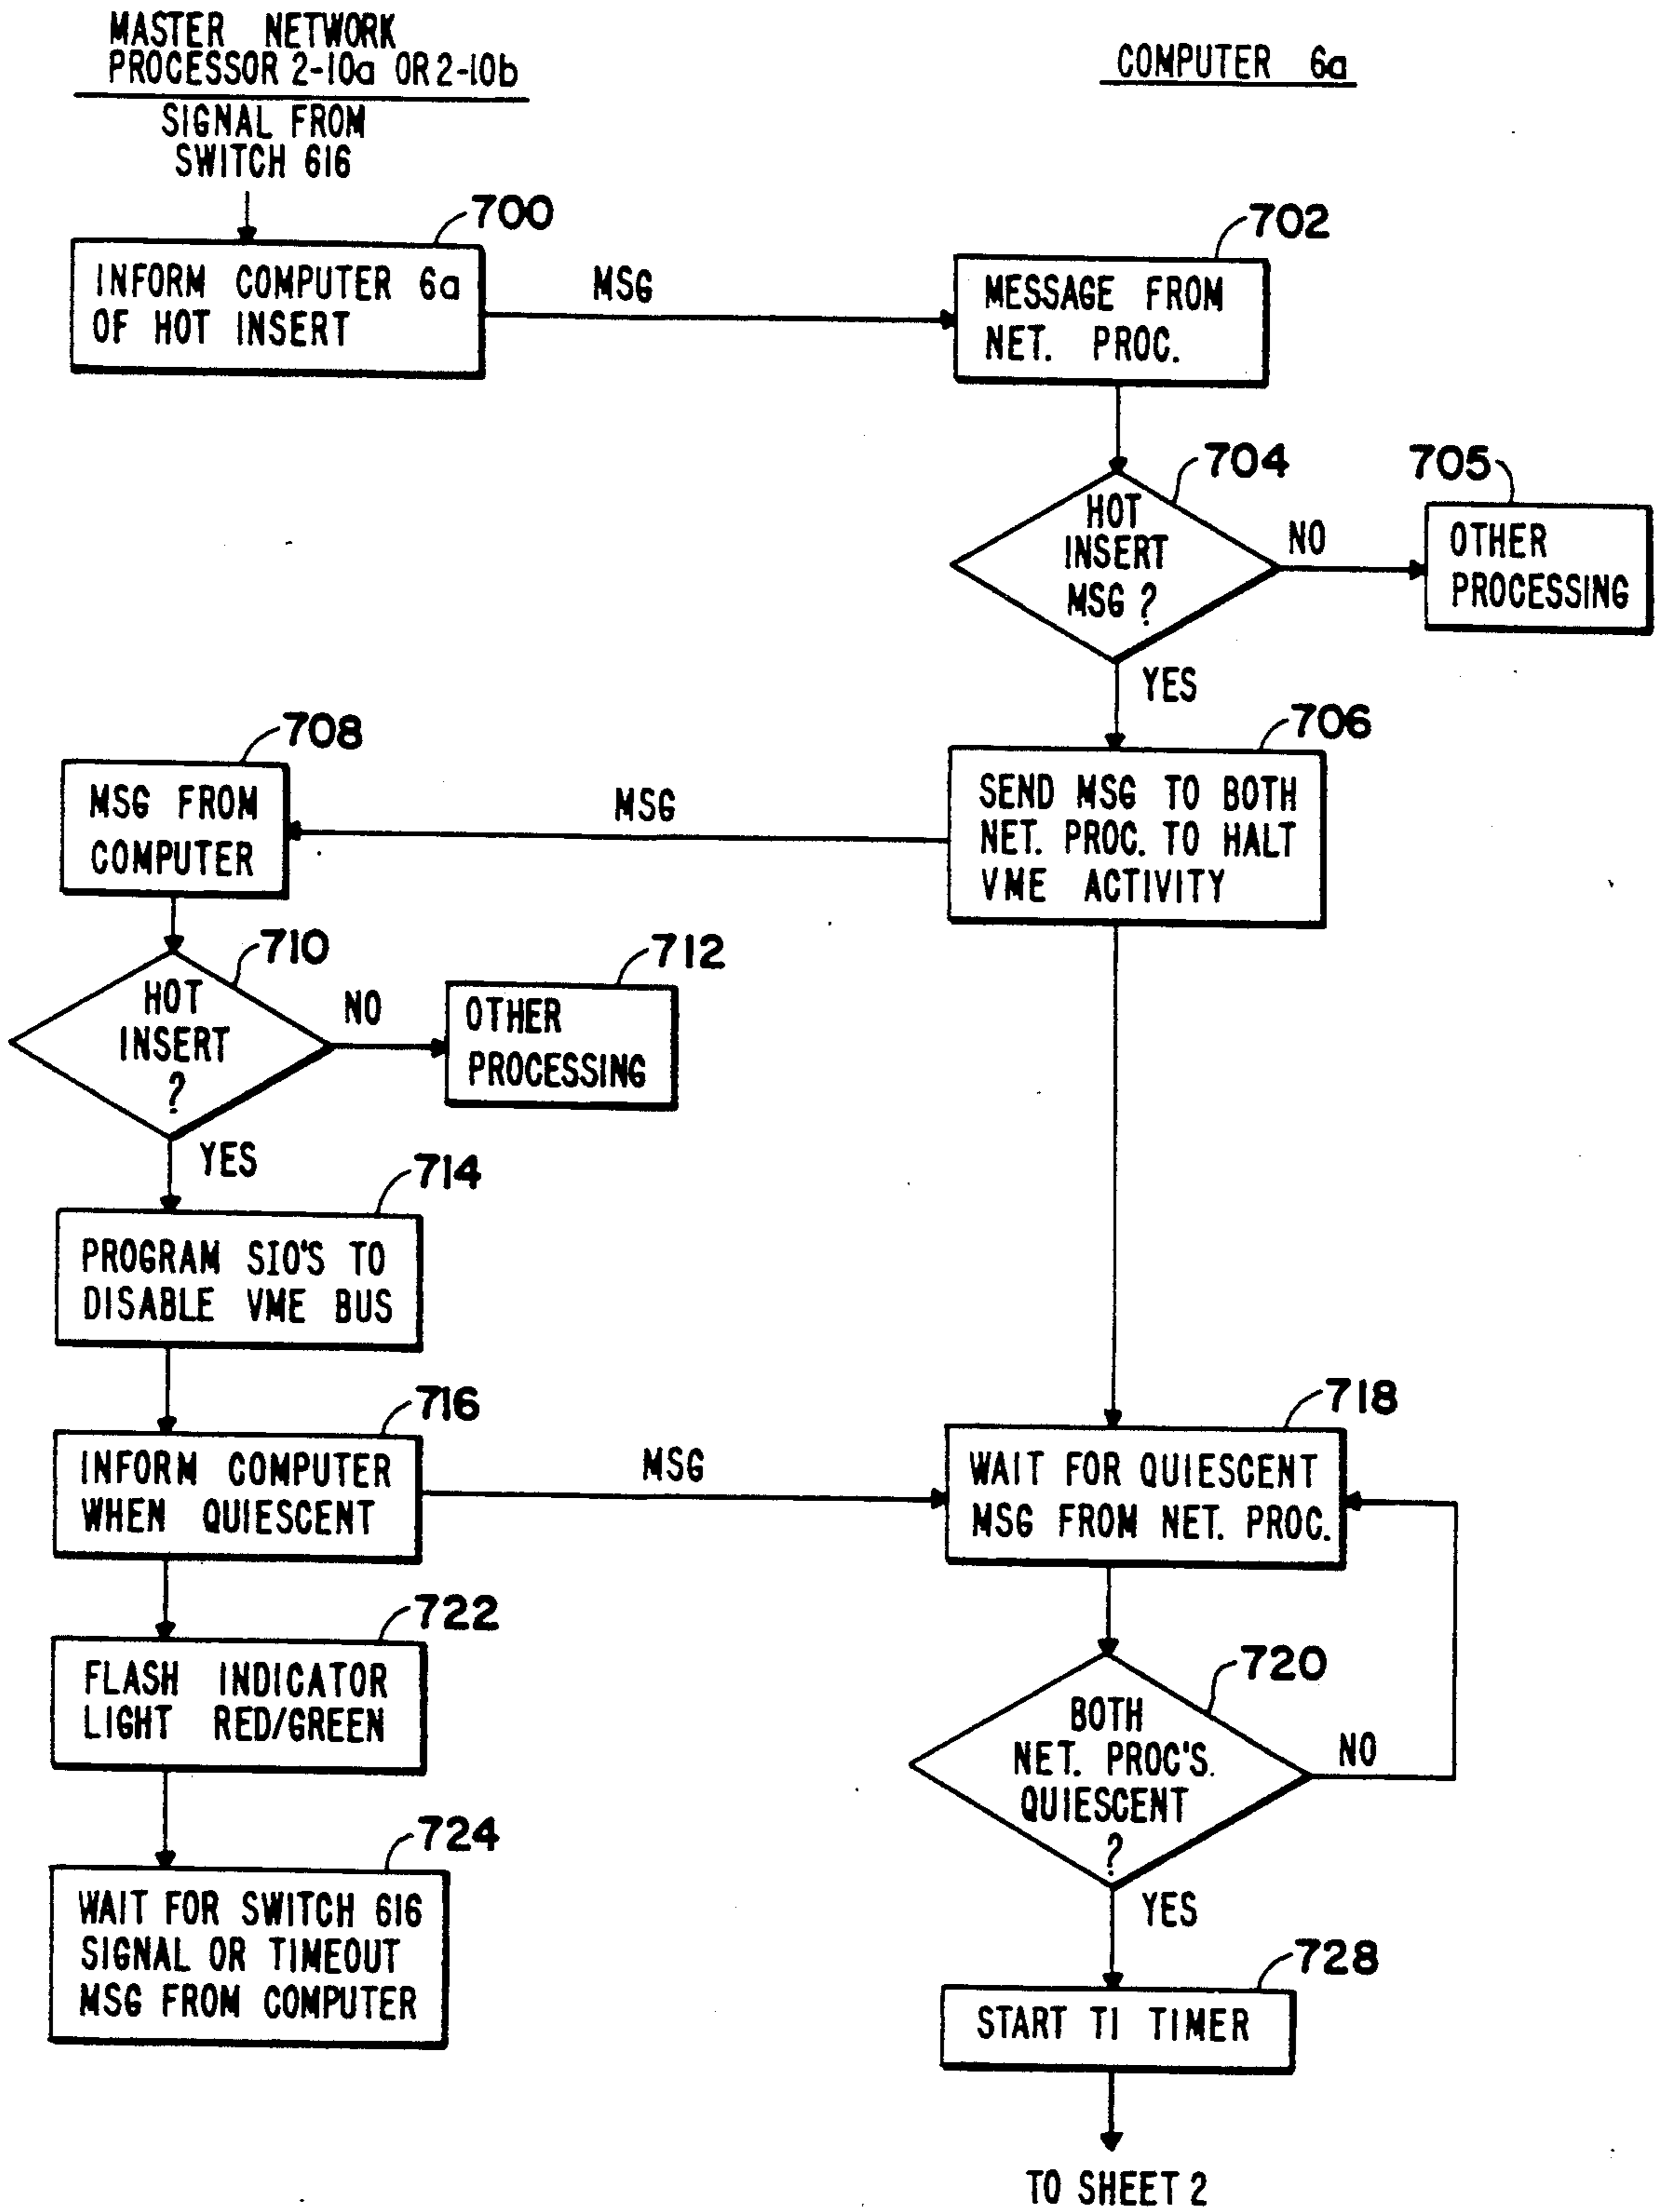 MASTER NETWORK
PROCESSOR 2-10a OR 2-10b
SIGNAL FROM
SWITCH 616
COMPUTER 6a
700
INFORM COMPUTER 6a
OF HOT INSERT
MSG
702
MESSAGE FROM
NET. PROC.
704
HOT
INSERT
MSG ?
NO
705
OTHER
PROCESSING
YES
706
SEND MSG TO BOTH
NET. PROC. TO HALT
VME ACTIVITY
MSG
708
MSG FROM
COMPUTER
710
HOT
INSERT
?
NO
712
OTHER
PROCESSING
YES
714
PROGRAM SIO'S TO
DISABLE VME BUS
716
INFORM COMPUTER
WHEN QUIESCENT
MSG
718
WAIT FOR QUIESCENT
MSG FROM NET. PROC.
722
FLASH INDICATOR
LIGHT RED/GREEN
720
BOTH
NET. PROC'S.
QUIESCENT
?
NO
YES
724
WAIT FOR SWITCH 616
SIGNAL OR TIMEOUT
MSG FROM COMPUTER
728
START T1 TIMER
TO SHEET 2